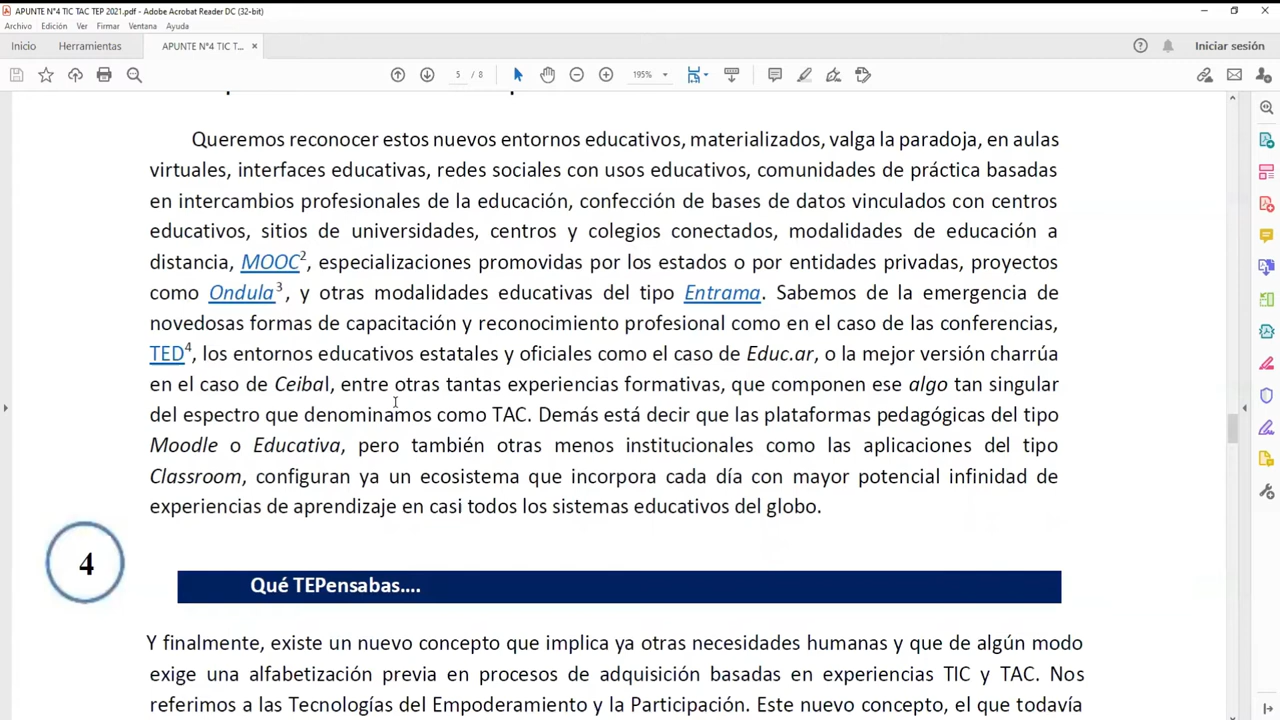 APUNTE N°4 TIC TAC TEP 2021.pdf - Adobe Acrobat Reader DC (32-bit)
Archivo Edición Ver Firmar Ventana Ayuda
Inicio Herramientas APUNTE N°4 TIC T... × Iniciar sesión
5 / 8 195%
Queremos reconocer estos nuevos entornos educativos, materializados, valga la paradoja, en aulas
virtuales, interfaces educativas, redes sociales con usos educativos, comunidades de práctica basadas
en intercambios profesionales de la educación, confección de bases de datos vinculados con centros
educativos, sitios de universidades, centros y colegios conectados, modalidades de educación a
distancia, MOOC², especializaciones promovidas por los estados o por entidades privadas, proyectos
como Ondula³, y otras modalidades educativas del tipo Entrama. Sabemos de la emergencia de
novedosas formas de capacitación y reconocimiento profesional como en el caso de las conferencias,
TED⁴, los entornos educativos estatales y oficiales como el caso de Educ.ar, o la mejor versión charrúa
en el caso de Ceibal, entre otras tantas experiencias formativas, que componen ese algo tan singular
del espectro que denominamos como TAC. Demás está decir que las plataformas pedagógicas del tipo
Moodle o Educativa, pero también otras menos institucionales como las aplicaciones del tipo
Classroom, configuran ya un ecosistema que incorpora cada día con mayor potencial infinidad de
experiencias de aprendizaje en casi todos los sistemas educativos del globo.
4
Qué TEPensabas....
Y finalmente, existe un nuevo concepto que implica ya otras necesidades humanas y que de algún modo
exige una alfabetización previa en procesos de adquisición basadas en experiencias TIC y TAC. Nos
referimos a las Tecnologías del Empoderamiento y la Participación. Este nuevo concepto, el que todavía